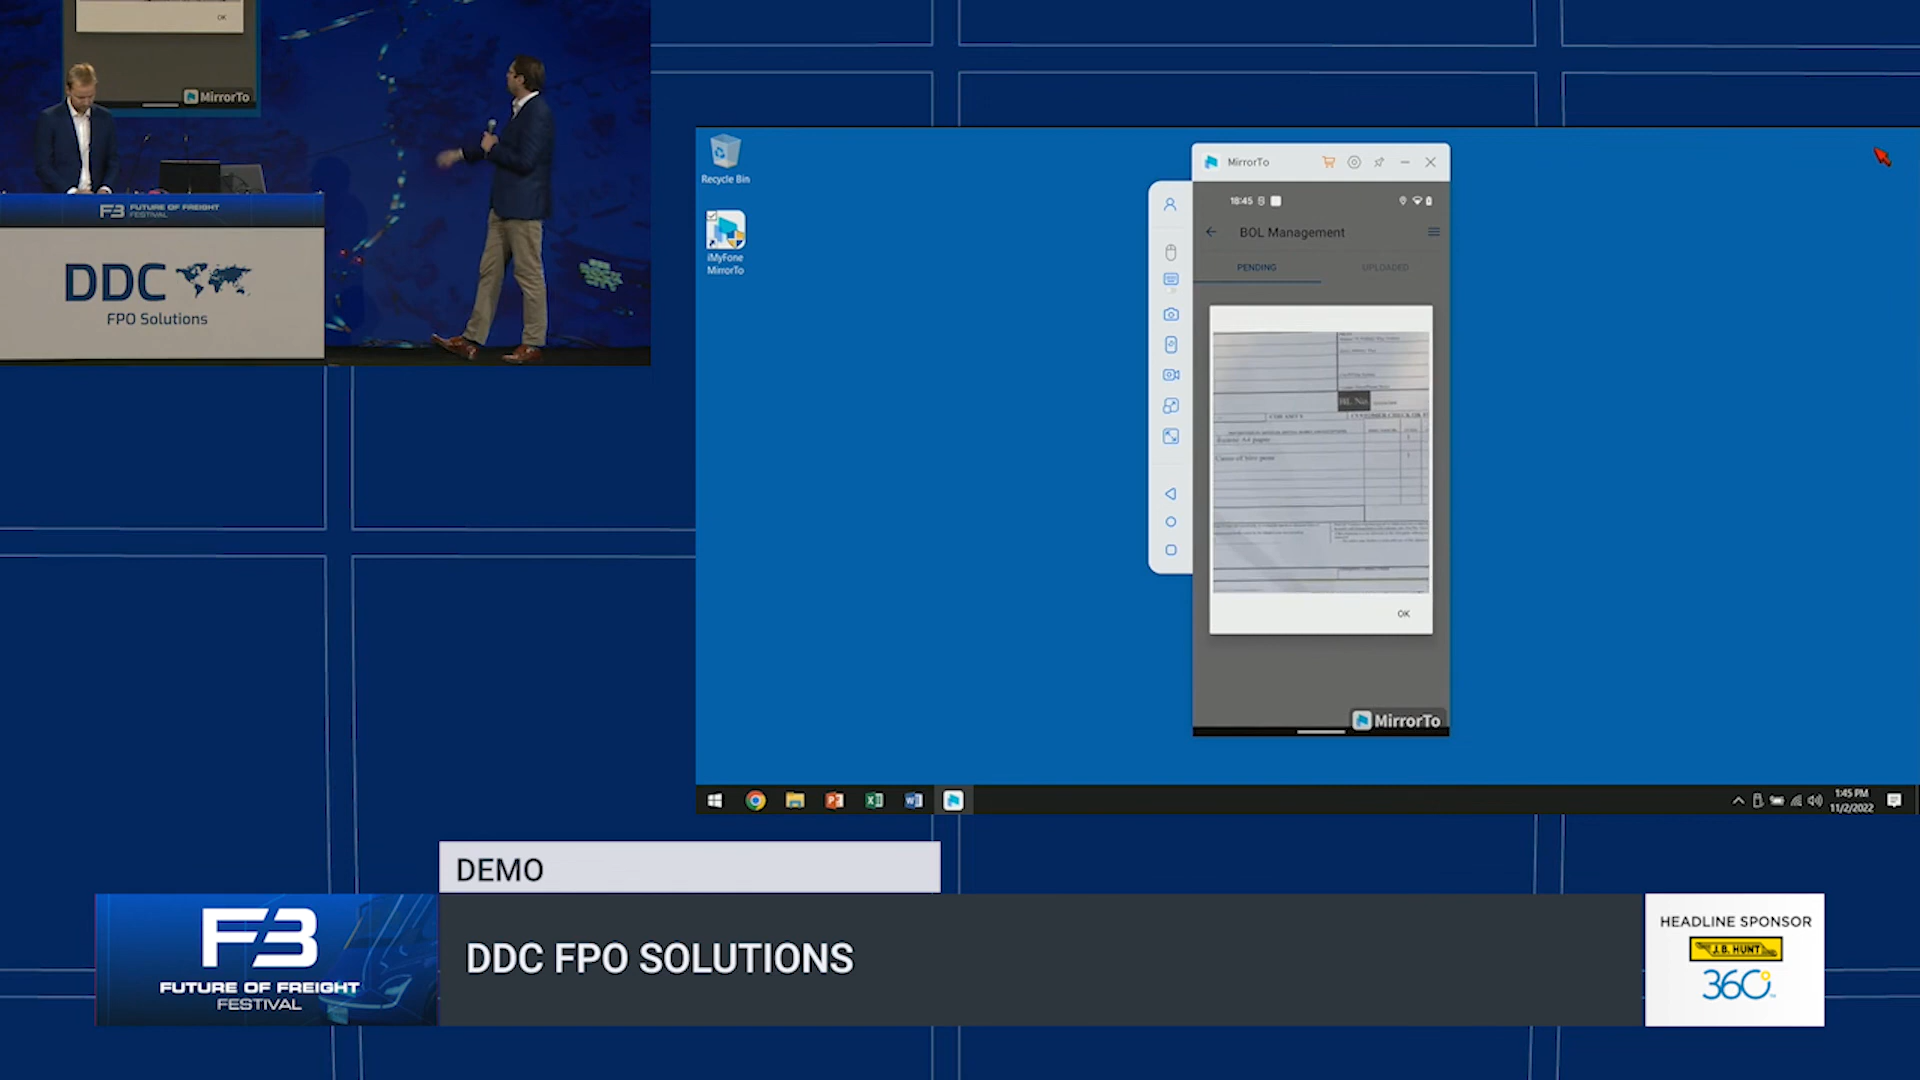 OK
MirrorTo
F3 FUTURE OF FREIGHT
FESTIVAL
DDC
FPO Solutions
Recycle Bin
iMyFone
MirrorTo
MirrorTo
18:45
BOL Management
PENDING
UPLOADED
OK
MirrorTo
1:45 PM
11/2/2022
DEMO
DDC FPO SOLUTIONS
F3
FUTURE OF FREIGHT
FESTIVAL
HEADLINE SPONSOR
J.B. HUNT
360°